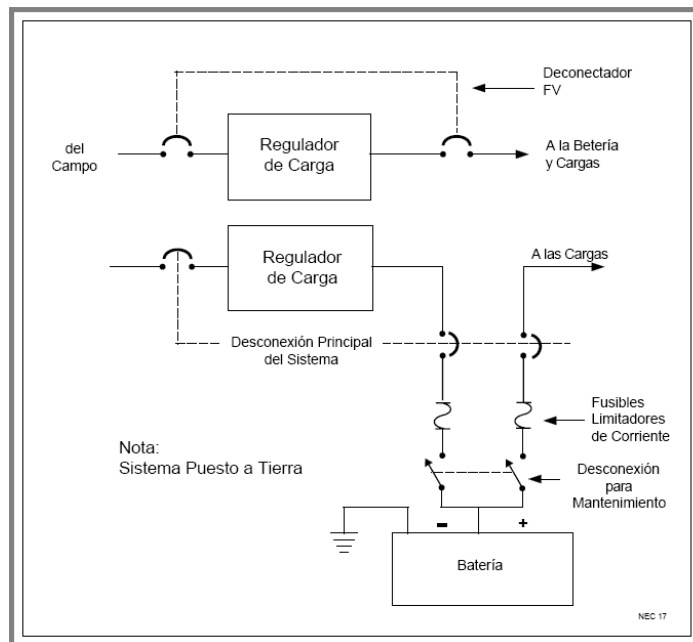 Deconectador
FV
del
Campo
Regulador
de Carga
A la Betería
y Cargas
Regulador
de Carga
A las Cargas
Desconexión Principal
del Sistema
Fusibles
Limitadores
de Corriente
Nota:
Sistema Puesto a Tierra
Desconexión
para
Mantenimiento
- +
Batería
NEC 17